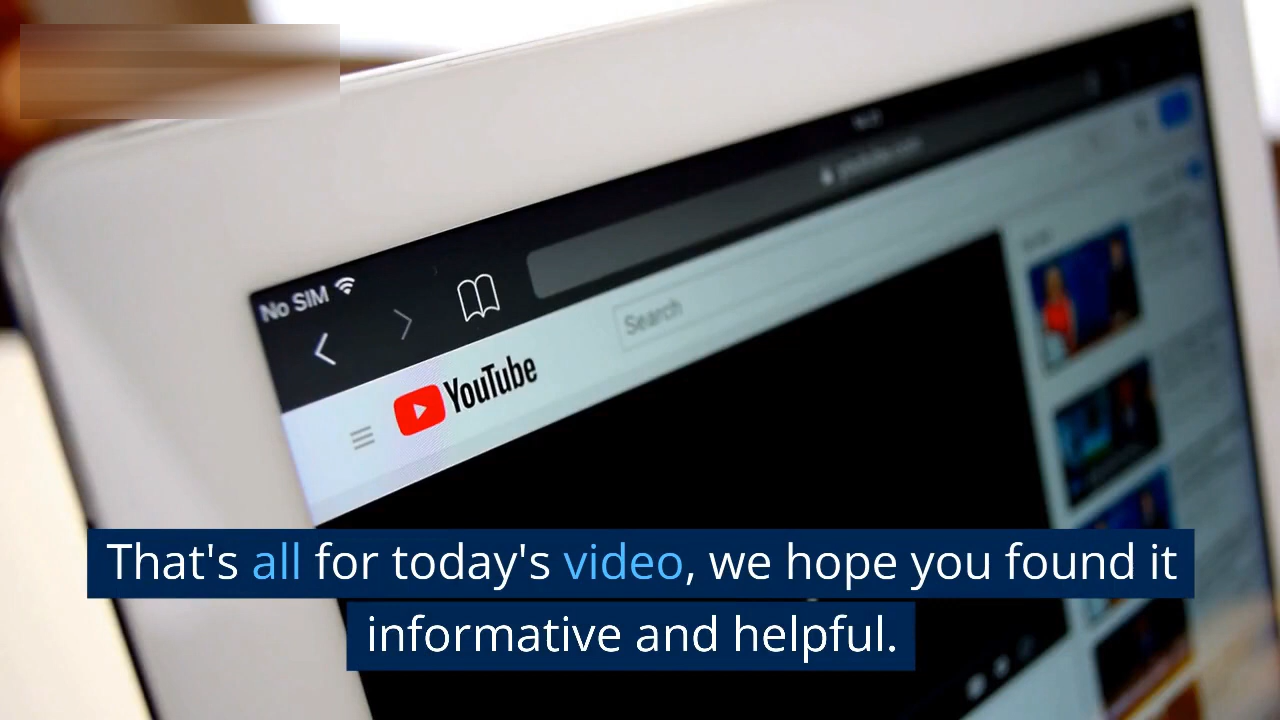 No SIM
Search
YouTube
That's all for today's video, we hope you found it
informative and helpful.